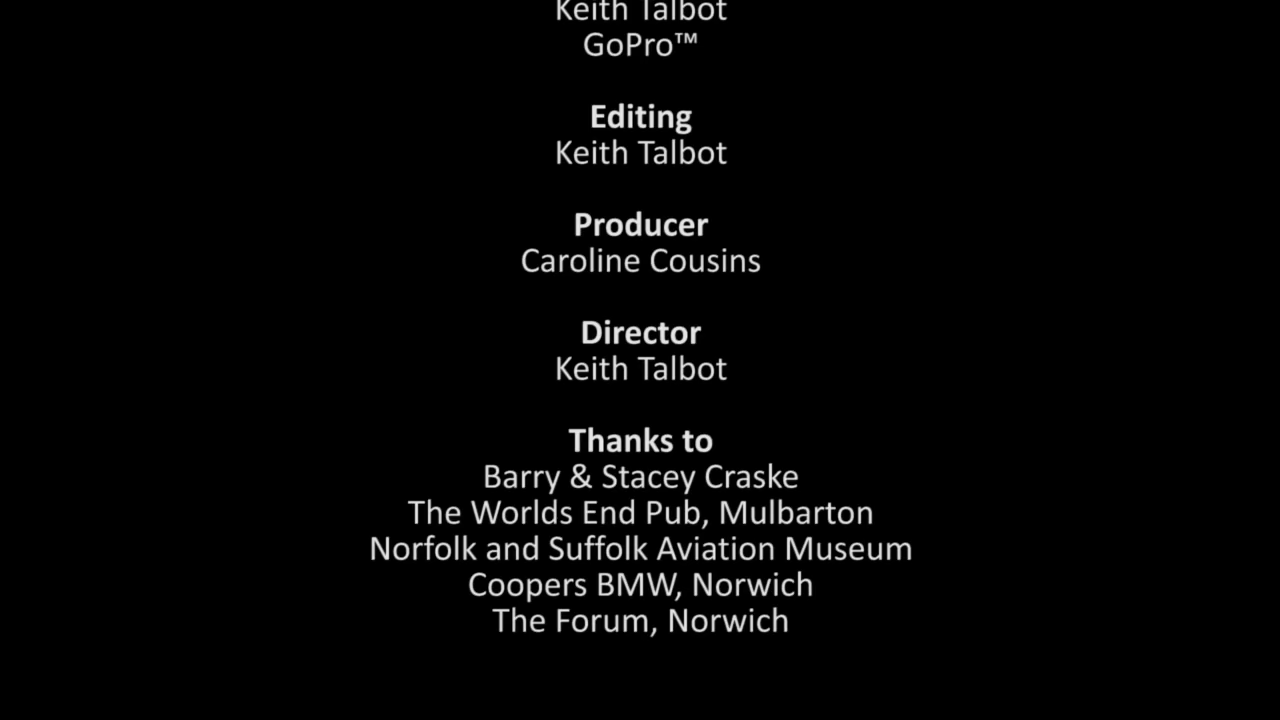 Keith Talbot
GoPro™
Editing
Keith Talbot
Producer
Caroline Cousins
Director
Keith Talbot
Thanks to
Barry & Stacey Craske
The Worlds End Pub, Mulbarton
Norfolk and Suffolk Aviation Museum
Coopers BMW, Norwich
The Forum, Norwich